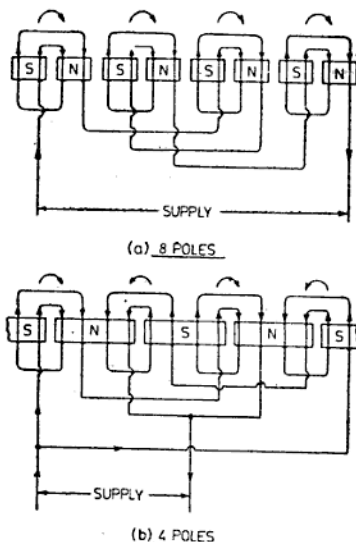 S N S N S N S N
SUPPLY
(a) 8 POLES
S N S N S
SUPPLY
(b) 4 POLES